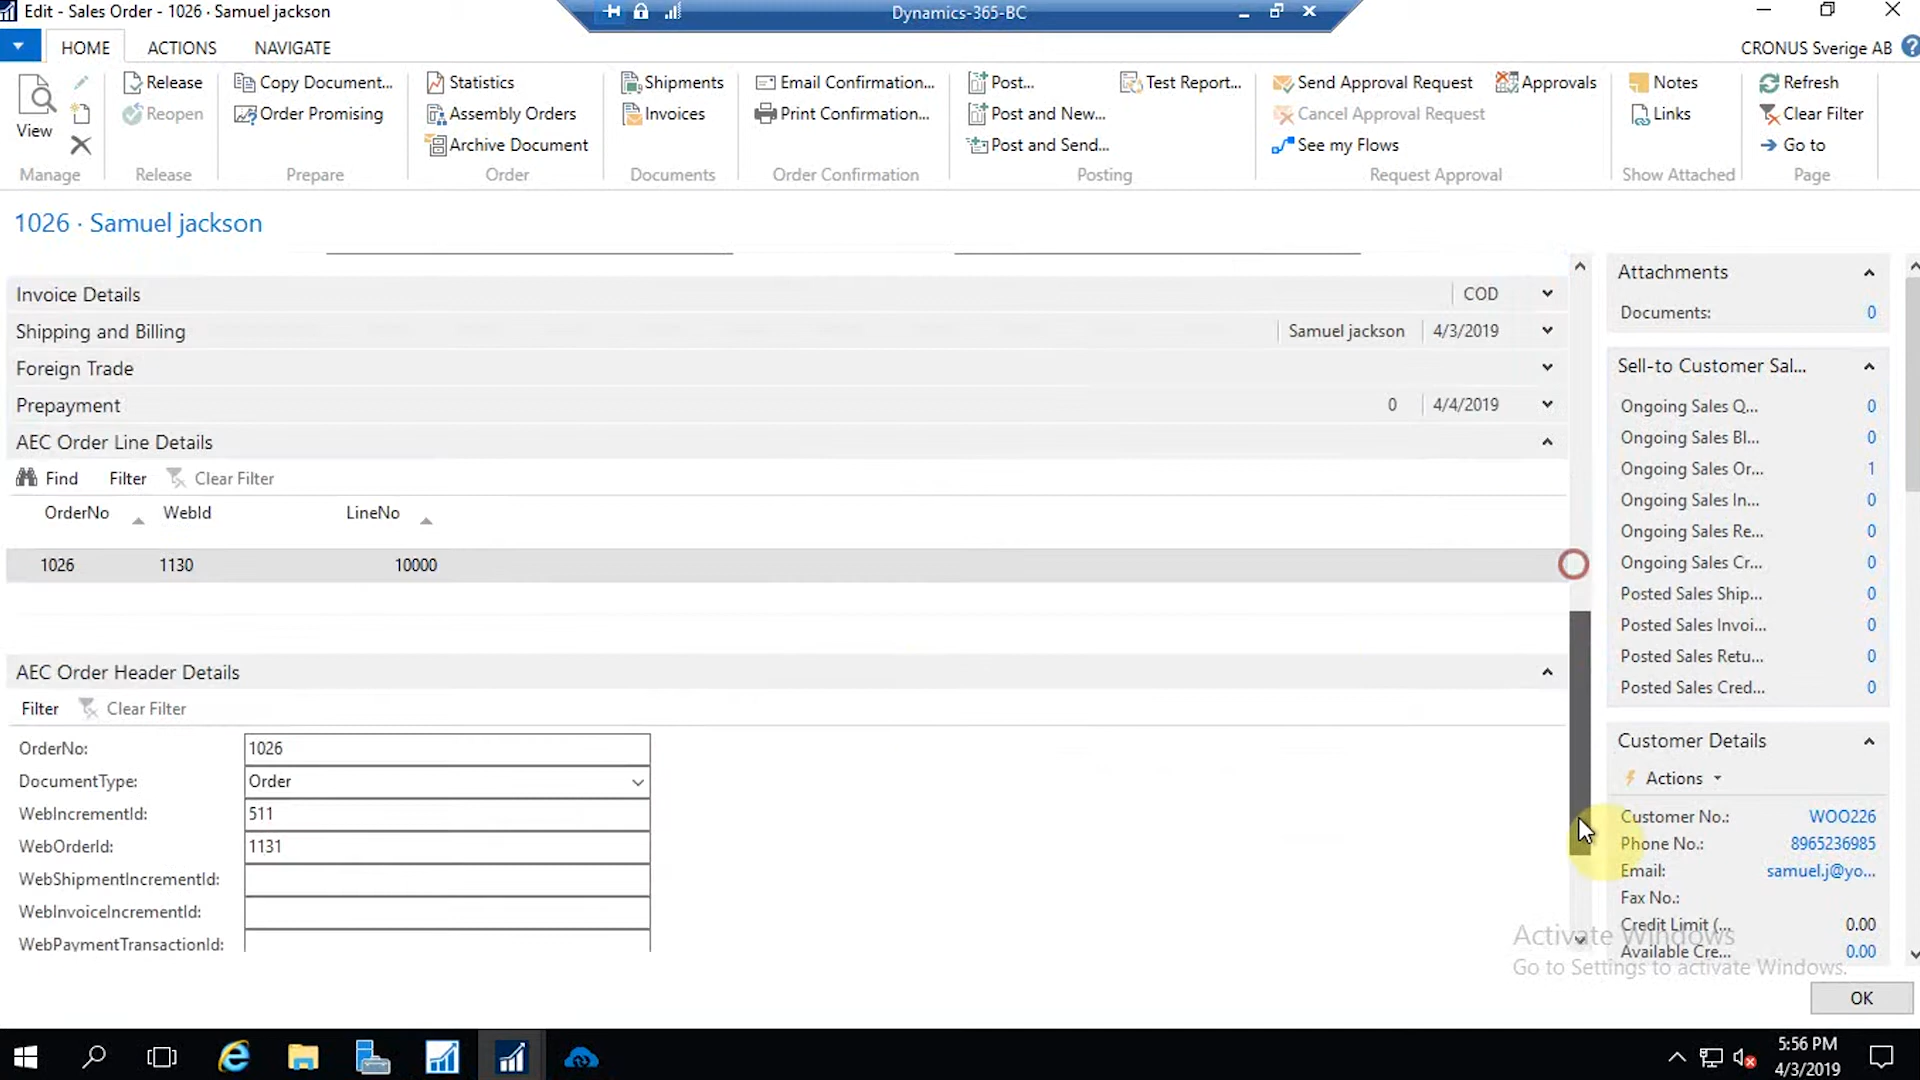 Edit - Sales Order - 1026 · Samuel jackson
Dynamics-365-BC
HOME ACTIONS NAVIGATE
CRONUS Sverige AB
View
Manage
Release
Reopen
Release
Copy Document...
Order Promising
Prepare
Statistics
Assembly Orders
Archive Document
Order
Shipments
Invoices
Documents
Email Confirmation...
Print Confirmation...
Order Confirmation
Post...
Post and New...
Post and Send...
Test Report...
Posting
Send Approval Request
Cancel Approval Request
See my Flows
Approvals
Request Approval
Notes
Links
Show Attached
Refresh
Clear Filter
Go to
Page
1026 · Samuel jackson
Invoice Details COD
Shipping and Billing Samuel jackson 4/3/2019
Foreign Trade
Prepayment 0 4/4/2019
AEC Order Line Details
Find Filter Clear Filter
OrderNo WebId LineNo
1026 1130 10000
AEC Order Header Details
Filter Clear Filter
OrderNo: 1026
DocumentType: Order
WebIncrementId: 511
WebOrderId: 1131
WebShipmentIncrementId:
WebInvoiceIncrementId:
WebPaymentTransactionId:
Attachments
Documents: 0
Sell-to Customer Sal...
Ongoing Sales Q... 0
Ongoing Sales Bl... 0
Ongoing Sales Or... 1
Ongoing Sales In... 0
Ongoing Sales Re... 0
Ongoing Sales Cr... 0
Posted Sales Ship... 0
Posted Sales Invoi... 0
Posted Sales Retu... 0
Posted Sales Cred... 0
Customer Details
Actions
Customer No.: WOO226
Phone No.: 8965236985
Email: samuel.j@yo...
Fax No.:
Credit Limit (... 0.00
Available Cre... 0.00
Activate Windows
Go to Settings to activate Windows.
OK
5:56 PM
4/3/2019